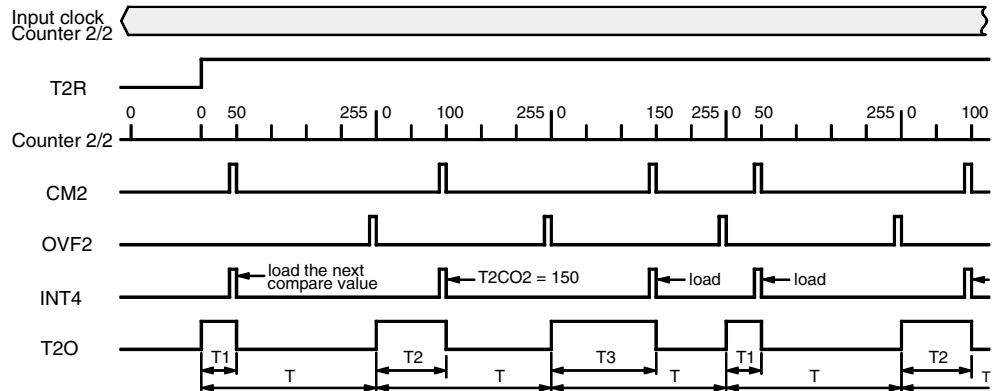 Input clock
Counter 2/2
T2R
0 0 50 255 0 100 255 0 150 255 0 50 255 0 100
Counter 2/2
CM2
OVF2
load the next
compare value
T2CO2 = 150
load
load
INT4
T2O
T1 T2 T3 T1 T2
T T T T T